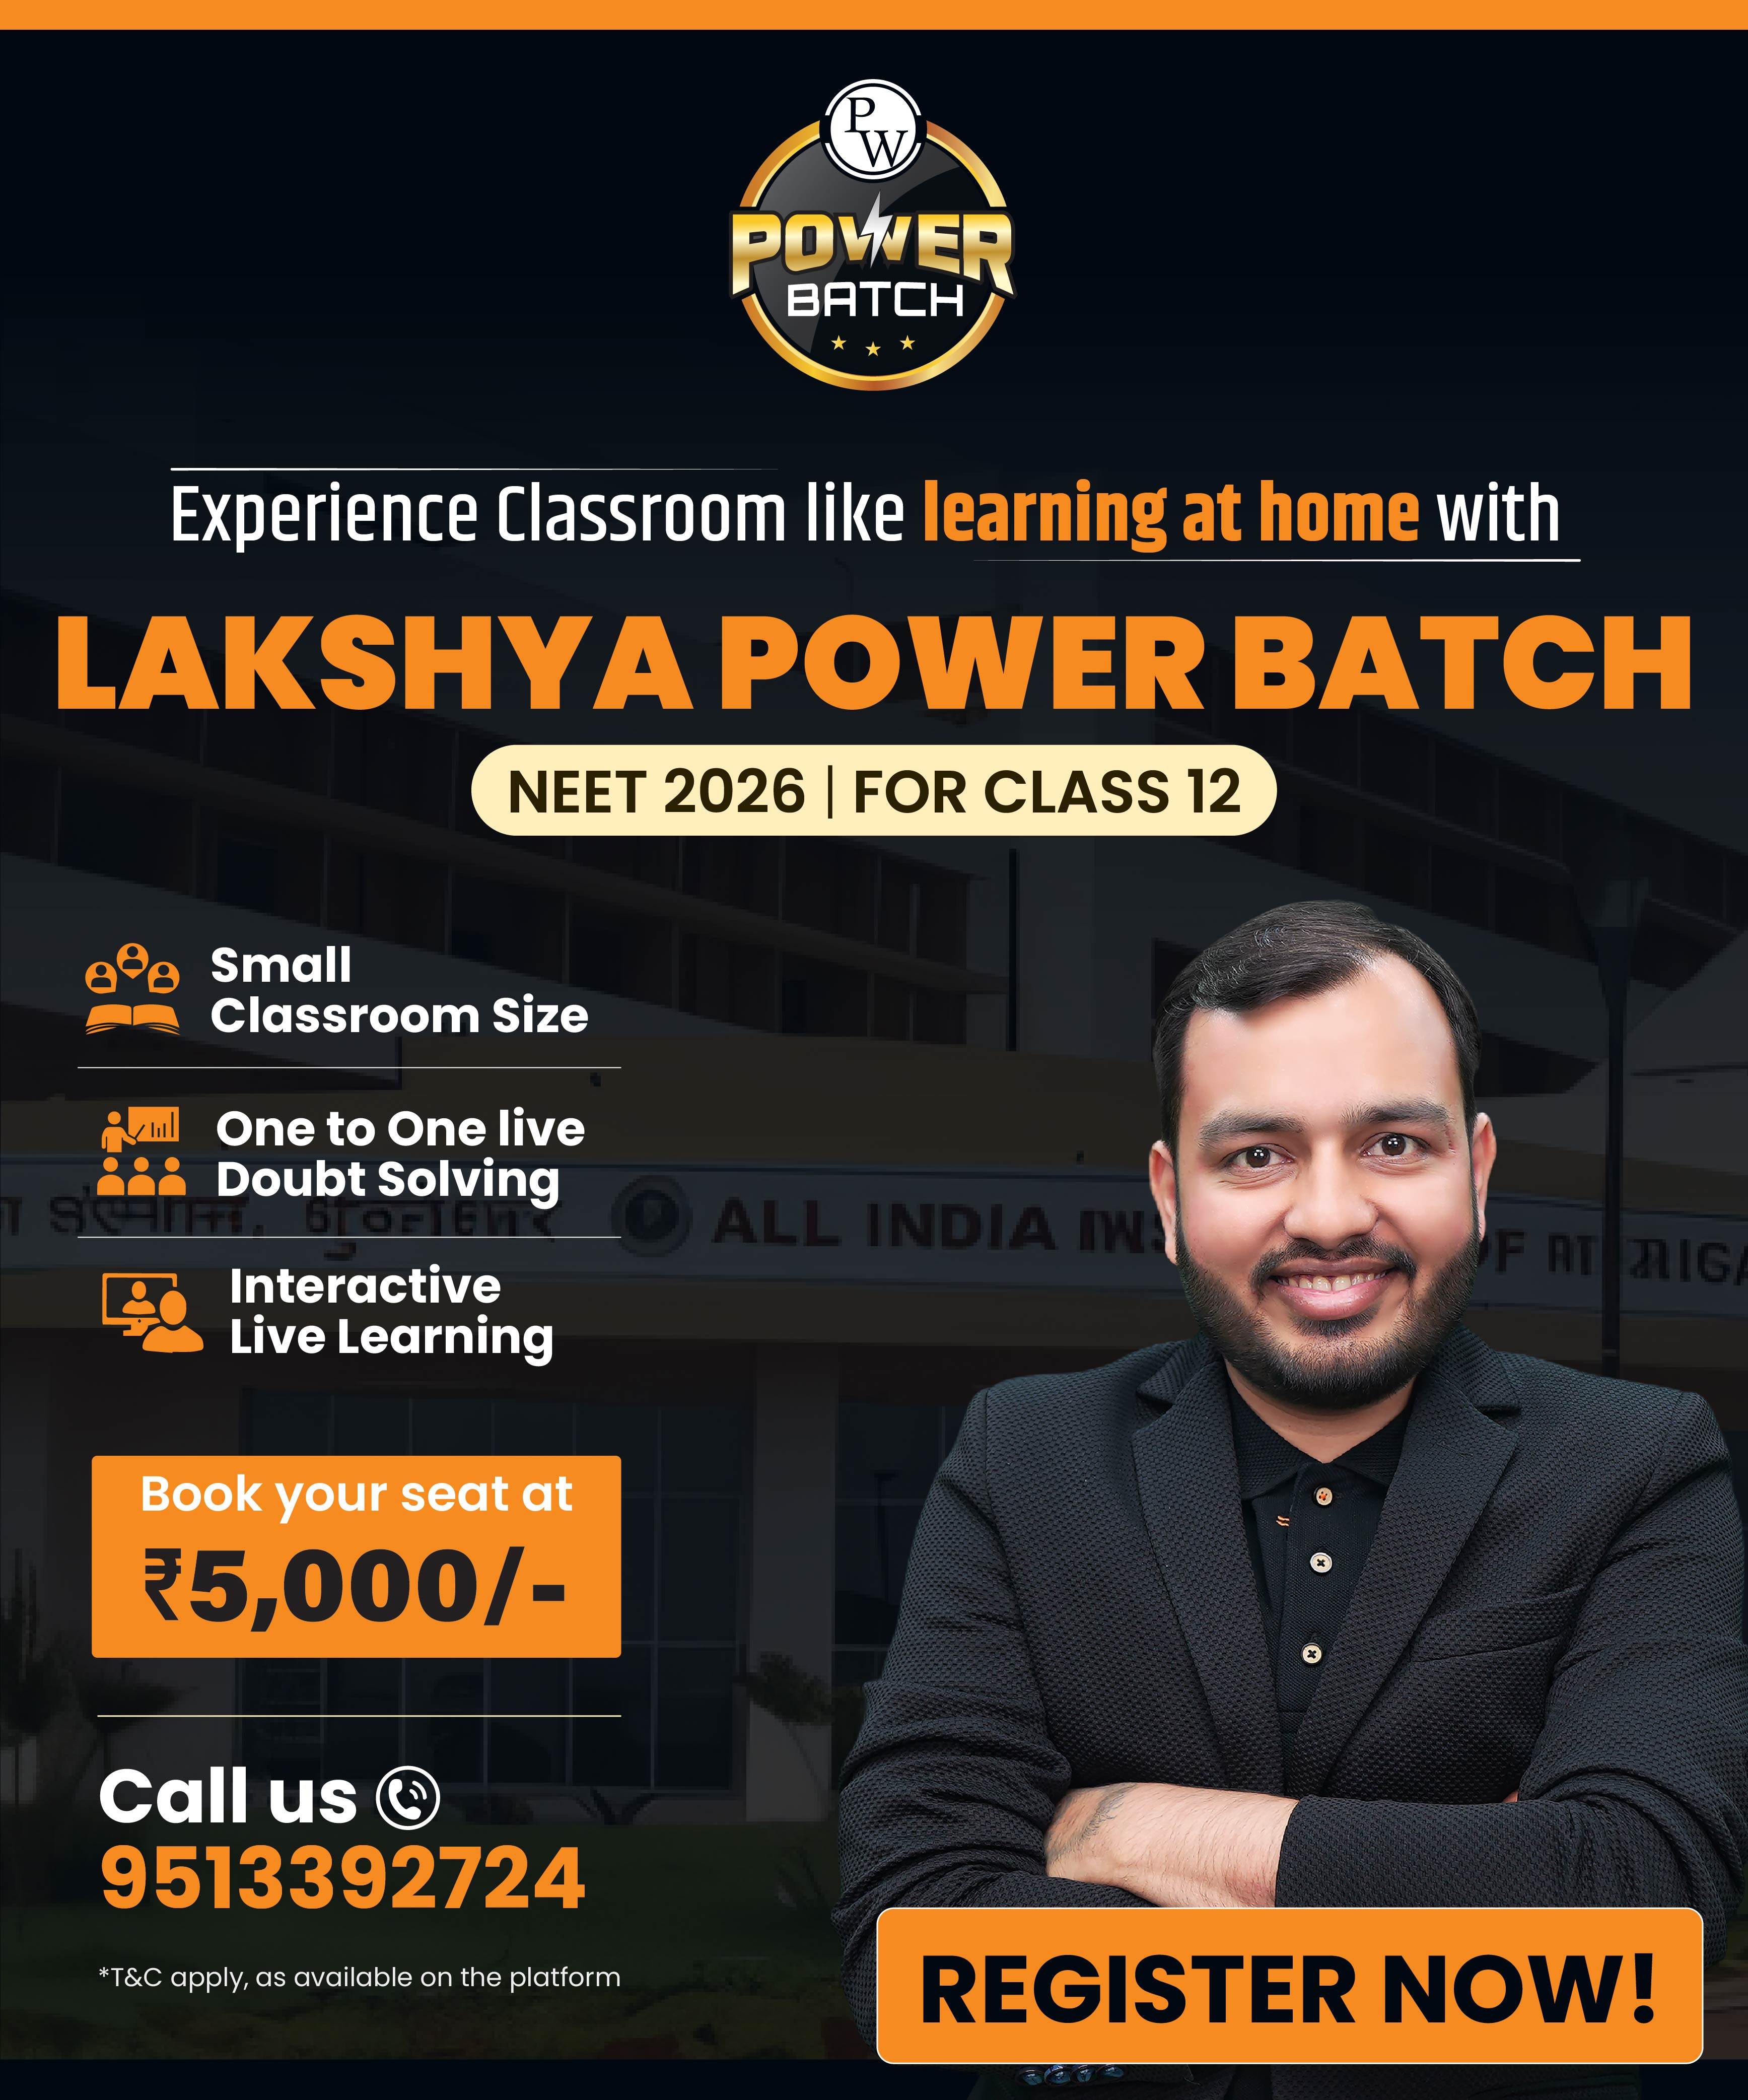 PW
POWER
BATCH
Experience Classroom like learning at home with
LAKSHYA POWER BATCH
NEET 2026 | FOR CLASS 12
Small
Classroom Size
One to One live
Doubt Solving
ALL INDIA
Interactive
Live Learning
Book your seat at
₹5,000/-
Call us
9513392724
*T&C apply, as available on the platform
REGISTER NOW!